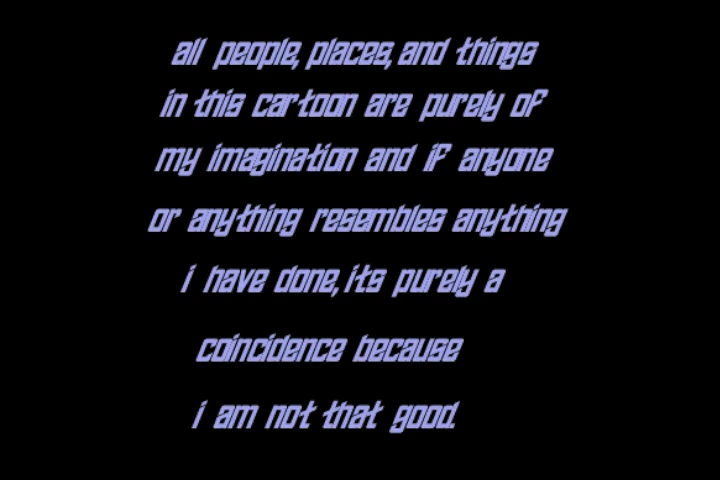 all people, places, and things
in this cartoon are purely of
my imagination and if anyone
or anything resembles anything
i have done, its purely a
coincidence because
i am not that good.